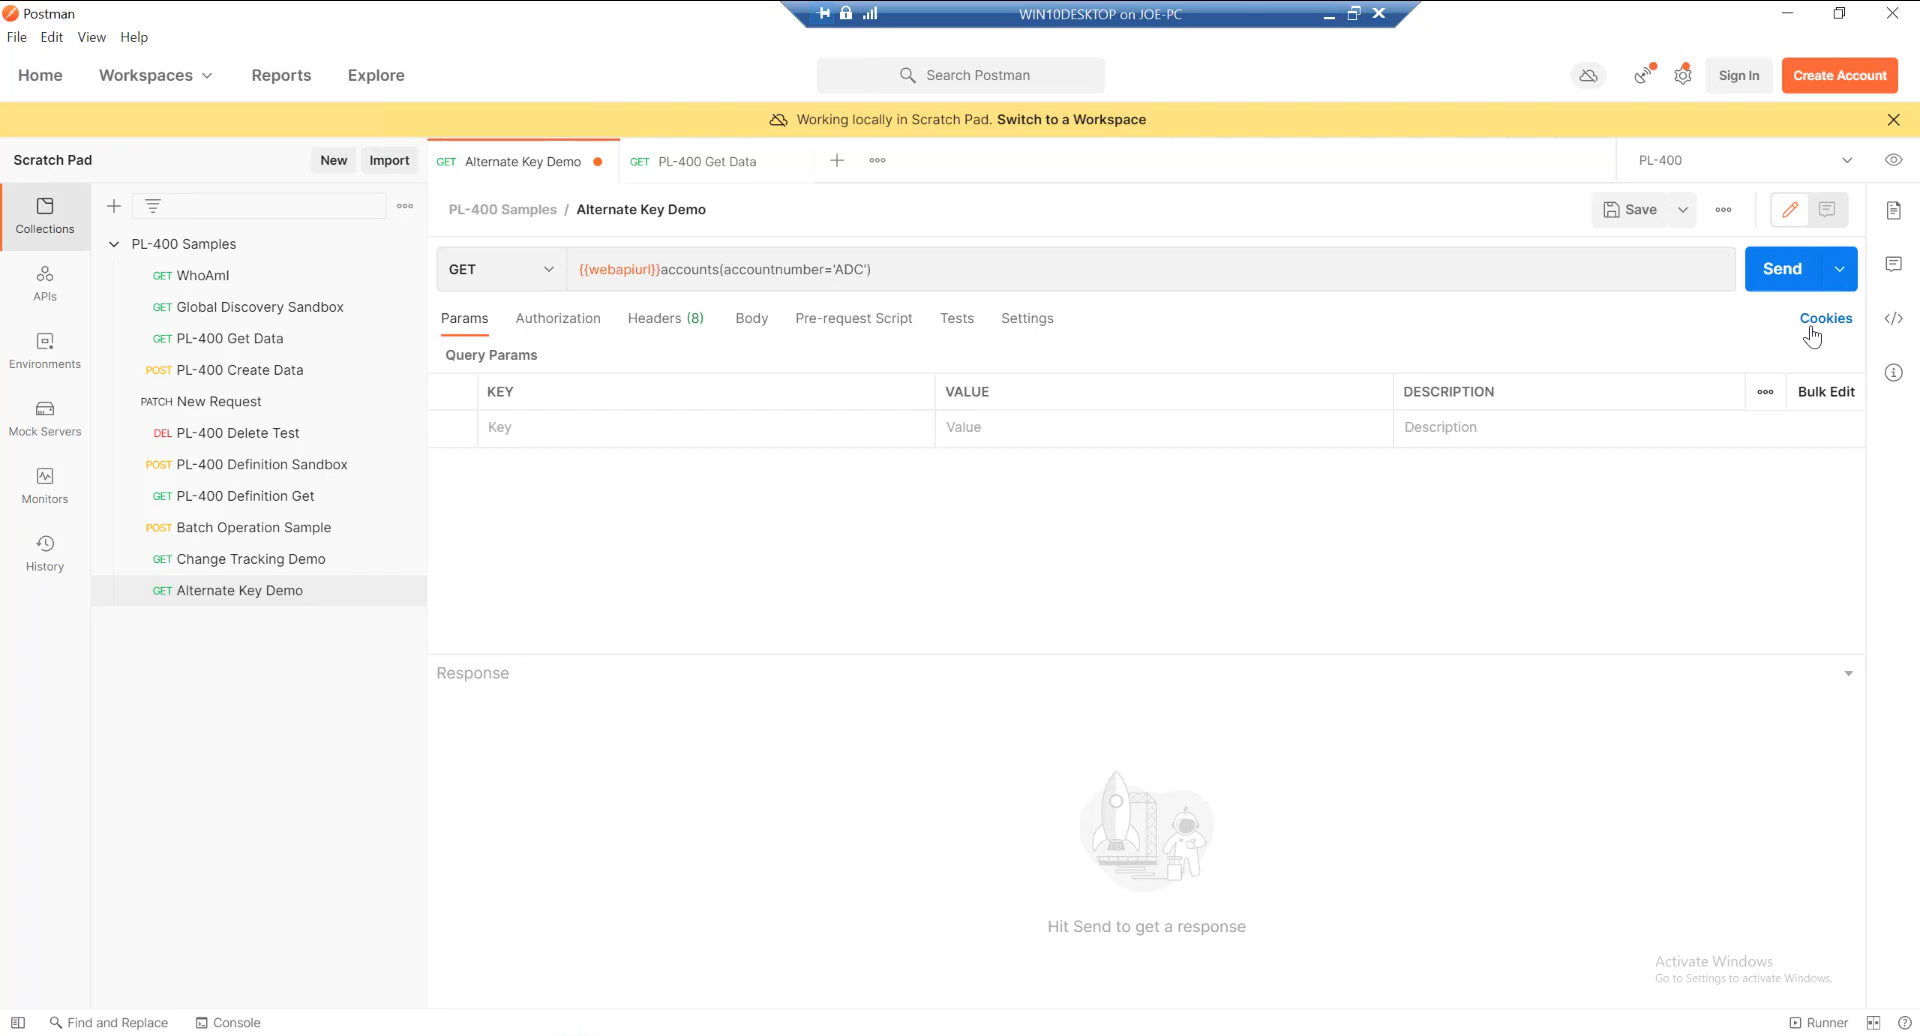 Postman
WIN10DESKTOP on JOE-PC
File Edit View Help
Home Workspaces Reports Explore
Search Postman
Sign In Create Account
Working locally in Scratch Pad. Switch to a Workspace
Scratch Pad New Import
GET Alternate Key Demo GET PL-400 Get Data
PL-400
Collections
APIs
Environments
Mock Servers
Monitors
History
PL-400 Samples
GET WhoAmI
GET Global Discovery Sandbox
GET PL-400 Get Data
POST PL-400 Create Data
PATCH New Request
DEL PL-400 Delete Test
POST PL-400 Definition Sandbox
GET PL-400 Definition Get
POST Batch Operation Sample
GET Change Tracking Demo
GET Alternate Key Demo
PL-400 Samples / Alternate Key Demo
Save
GET {{webapiurl}}accounts(accountnumber='ADC')
Send
Params Authorization Headers (8) Body Pre-request Script Tests Settings
Cookies
Query Params
KEY VALUE DESCRIPTION Bulk Edit
Key Value Description
Response
Hit Send to get a response
Activate Windows
Go to Settings to activate Windows.
Find and Replace Console
Runner